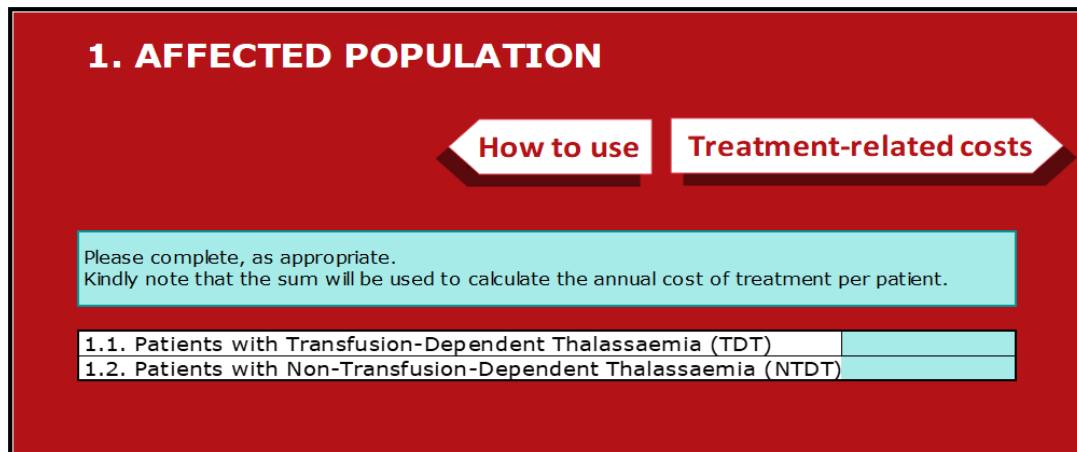 1. AFFECTED POPULATION
How to use
Treatment-related costs
Please complete, as appropriate.
Kindly note that the sum will be used to calculate the annual cost of treatment per patient.
1.1. Patients with Transfusion-Dependent Thalassaemia (TDT)
1.2. Patients with Non-Transfusion-Dependent Thalassaemia (NTDT)